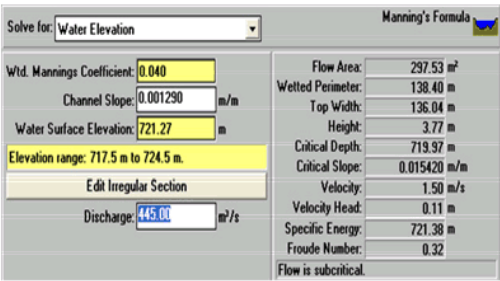 Solve for: Water Elevation
Manning's Formula
Wtd. Mannings Coefficient: 0.040
Channel Slope: 0.001290 m/m
Water Surface Elevation: 721.27 m
Elevation range: 717.5 m to 724.5 m.
Edit Irregular Section
Discharge: 445.00 m³/s
Flow Area: 297.53 m²
Wetted Perimeter: 138.40 m
Top Width: 136.04 m
Height: 3.77 m
Critical Depth: 719.97 m
Critical Slope: 0.015420 m/m
Velocity: 1.50 m/s
Velocity Head: 0.11 m
Specific Energy: 721.38 m
Froude Number: 0.32
Flow is subcritical.